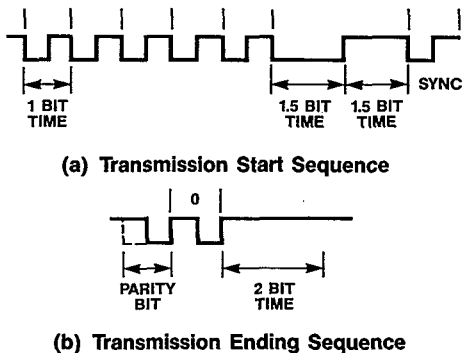 SYNC
1 BIT TIME
1.5 BIT TIME
1.5 BIT TIME
(a) Transmission Start Sequence
0
PARITY BIT
2 BIT TIME
(b) Transmission Ending Sequence